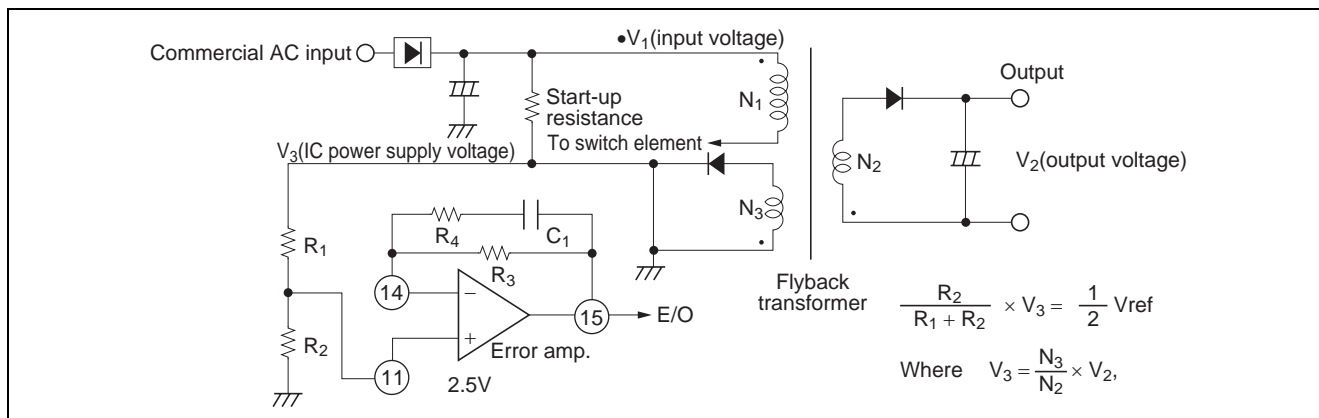 Commercial AC input
•V1(input voltage)
Output
Start-up
resistance
N1
To switch element
V3(IC power supply voltage)
N2
V2(output voltage)
N3
R4
C1
R1
R3
14
15
E/O
Flyback
transformer
R2
Error amp.
11
2.5V
R2 / R1 + R2 × V3 = 1 / 2 Vref
Where V3 = N3 / N2 × V2,